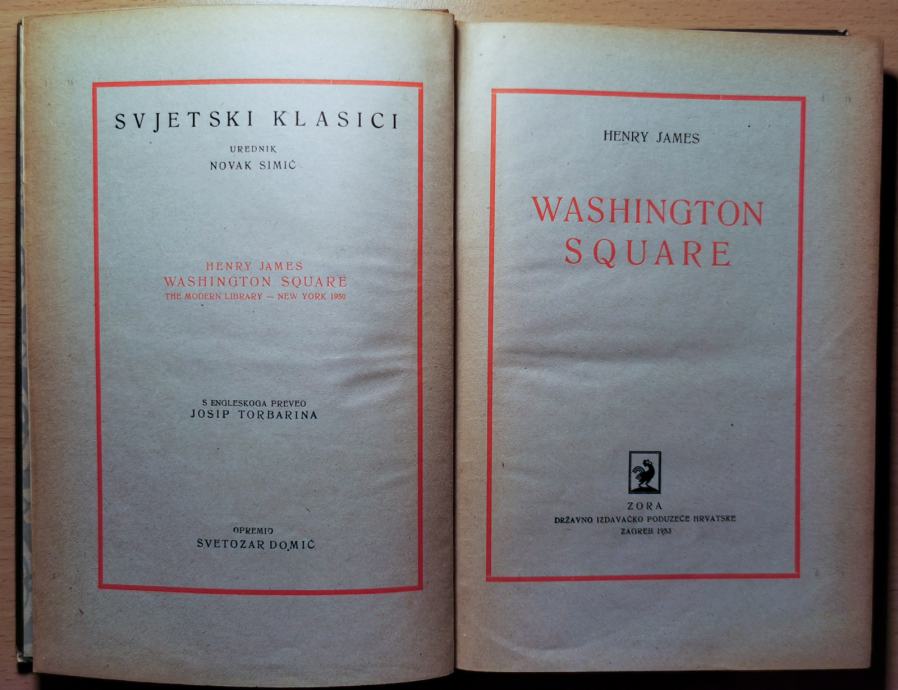 SVJETSKI KLASICI
UREDNIK
NOVAK SIMIĆ
HENRY JAMES
WASHINGTON SQUARE
THE MODERN LIBRARY — NEW YORK 1950
S ENGLESKOGA PREVEO
JOSIP TORBARINA
OPREMIO
SVETOZAR DOMIĆ
HENRY JAMES
WASHINGTON
SQUARE
ZORA
DRŽAVNO IZDAVAČKO PODUZEĆE HRVATSKE
ZAGREB 1953